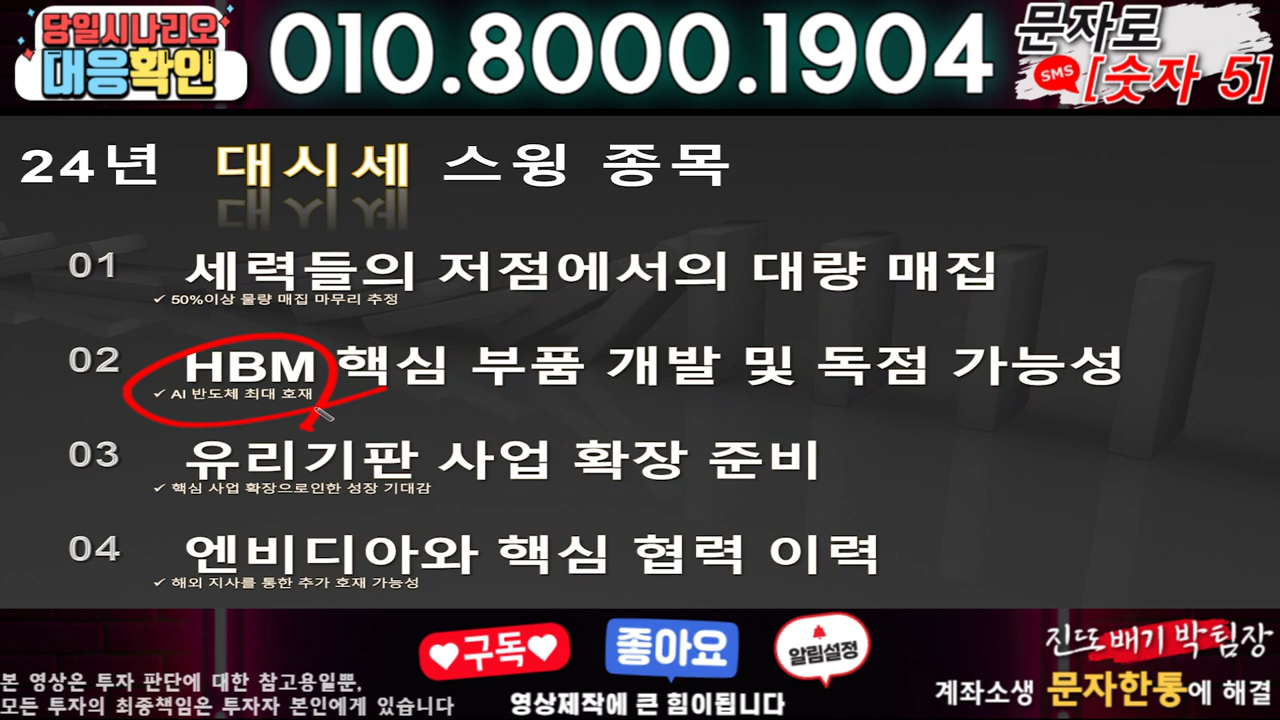 당일시나리오
대응확인
010.8000.1904
문자로
SMS
[숫자 5]
24년 대시세 스윙 종목
01 세력들의 저점에서의 대량 매집
✓ 50%이상 물량 매집 마무리 추정
02 HBM 핵심 부품 개발 및 독점 가능성
✓ AI 반도체 최대 호재
03 유리기판 사업 확장 준비
✓ 핵심 사업 확장으로인한 성장 기대감
04 엔비디아와 핵심 협력 이력
✓ 해외 지사를 통한 추가 호재 가능성
구독
좋아요
알림설정
영상제작에 큰 힘이됩니다
본 영상은 투자 판단에 대한 참고용일뿐,
모든 투자의 최종책임은 투자자 본인에게 있습니다
진또배기 박팀장
계좌소생 문자한통에 해결